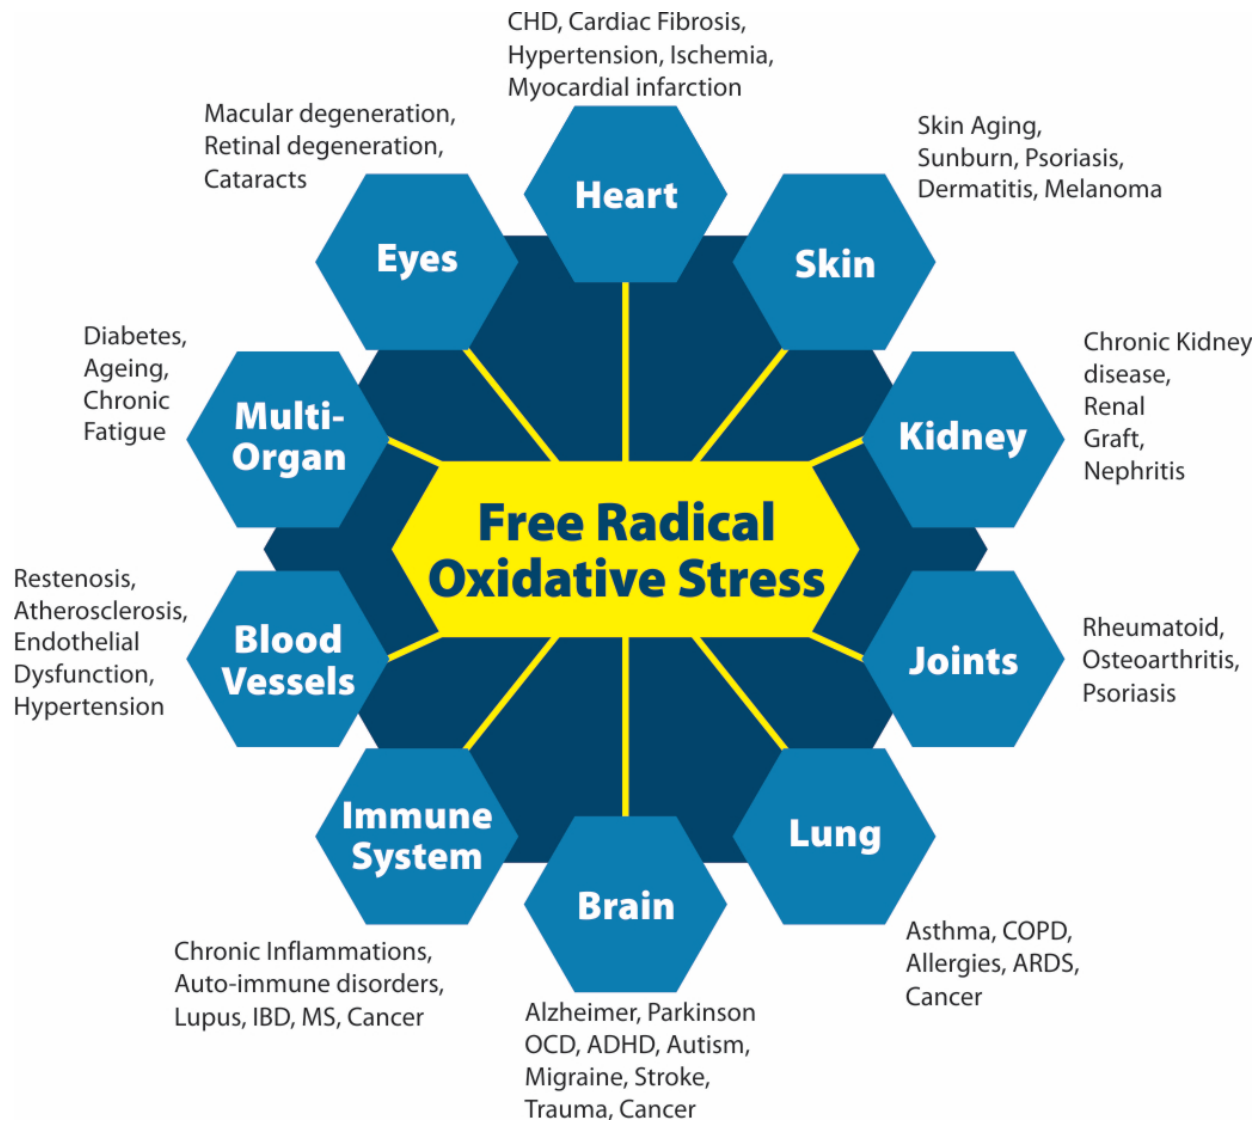 CHD, Cardiac Fibrosis,
Hypertension, Ischemia,
Myocardial infarction
Heart
Macular degeneration,
Retinal degeneration,
Cataracts
Eyes
Skin Aging,
Sunburn, Psoriasis,
Dermatitis, Melanoma
Skin
Diabetes,
Ageing,
Chronic
Fatigue
Multi-
Organ
Chronic Kidney
disease,
Renal
Graft,
Nephritis
Kidney
Free Radical
Oxidative Stress
Restenosis,
Atherosclerosis,
Endothelial
Dysfunction,
Hypertension
Blood
Vessels
Rheumatoid,
Osteoarthritis,
Psoriasis
Joints
Immune
System
Chronic Inflammations,
Auto-immune disorders,
Lupus, IBD, MS, Cancer
Lung
Asthma, COPD,
Allergies, ARDS,
Cancer
Brain
Alzheimer, Parkinson
OCD, ADHD, Autism,
Migraine, Stroke,
Trauma, Cancer